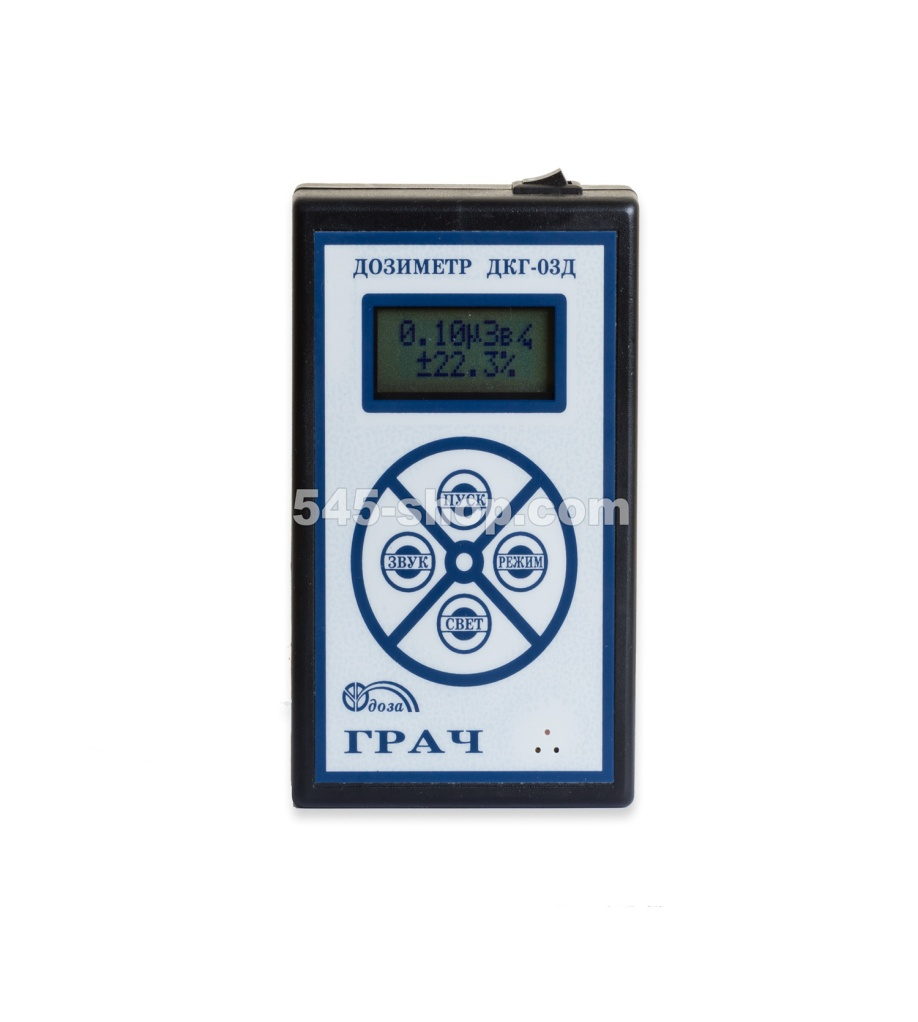 ДОЗИМЕТР ДКГ-03Д
0.10µЗв/ч
±22.3%
ПУСК
545-shop.com
ЗВУК
РЕЖИМ
СВЕТ
доза
ГРАЧ